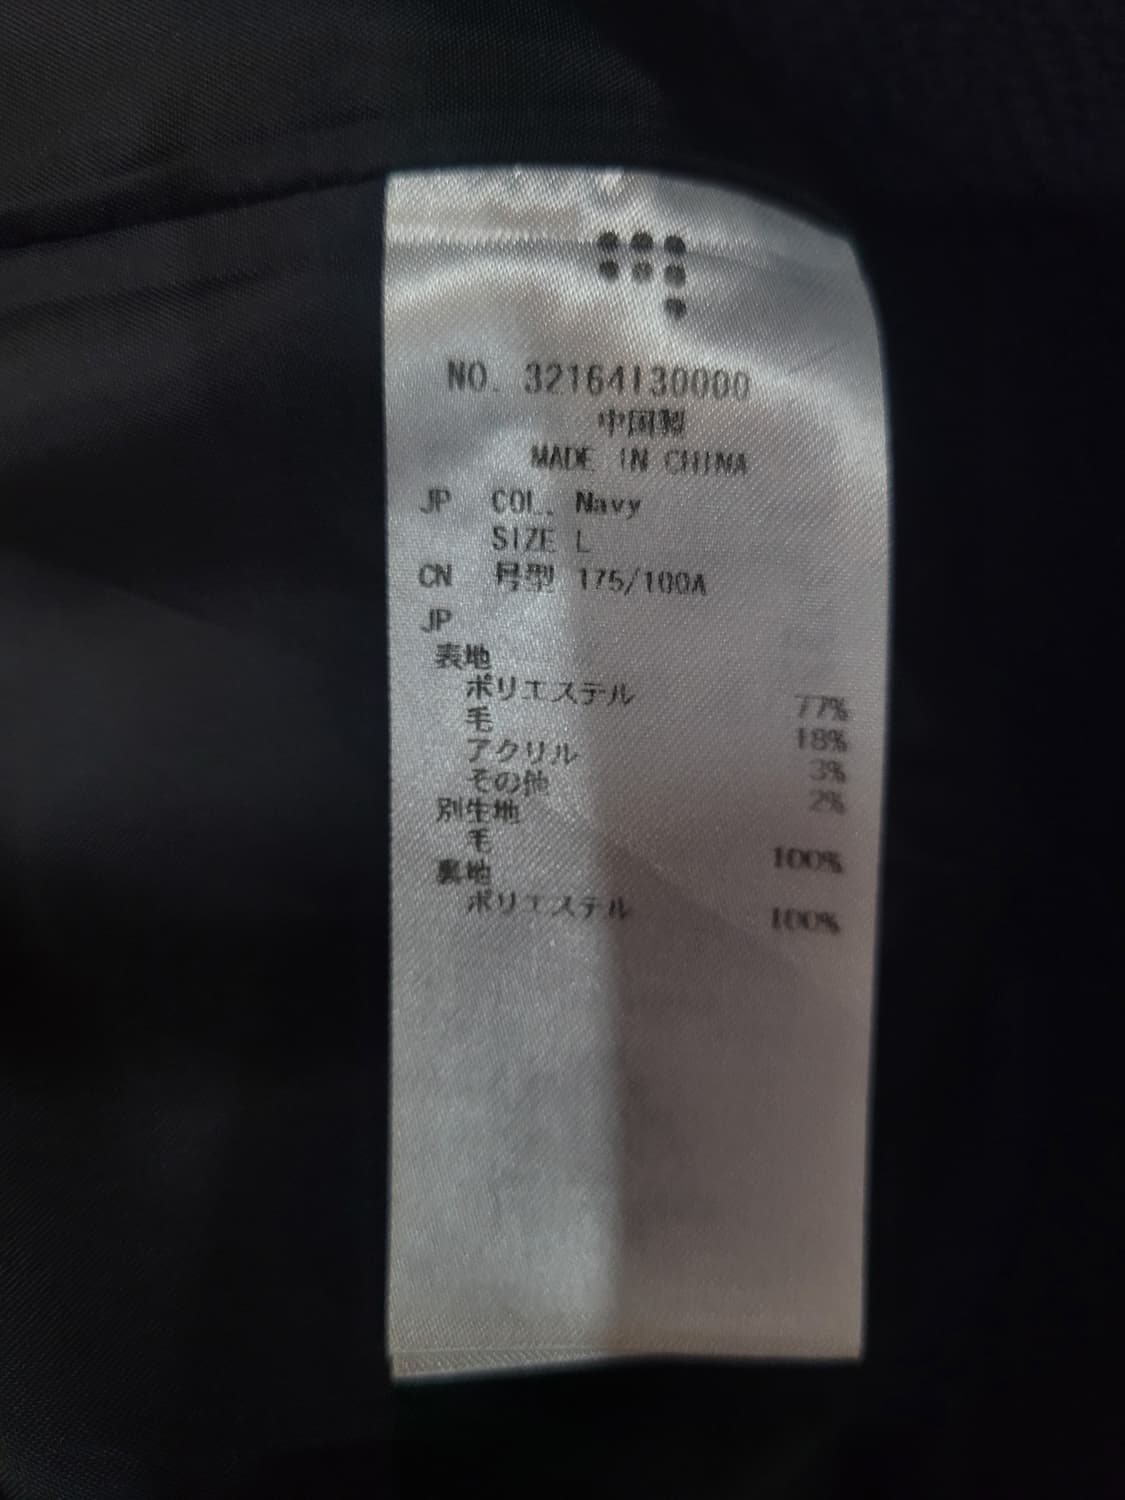 NO. 32164130000
中国製
MADE IN CHINA
JP COL. Navy
SIZE L
CN 号型 175/100A
JP
表地
ポリエステル 77%
毛 18%
アクリル 3%
その他 2%
別生地
毛 100%
裏地
ポリエステル 100%